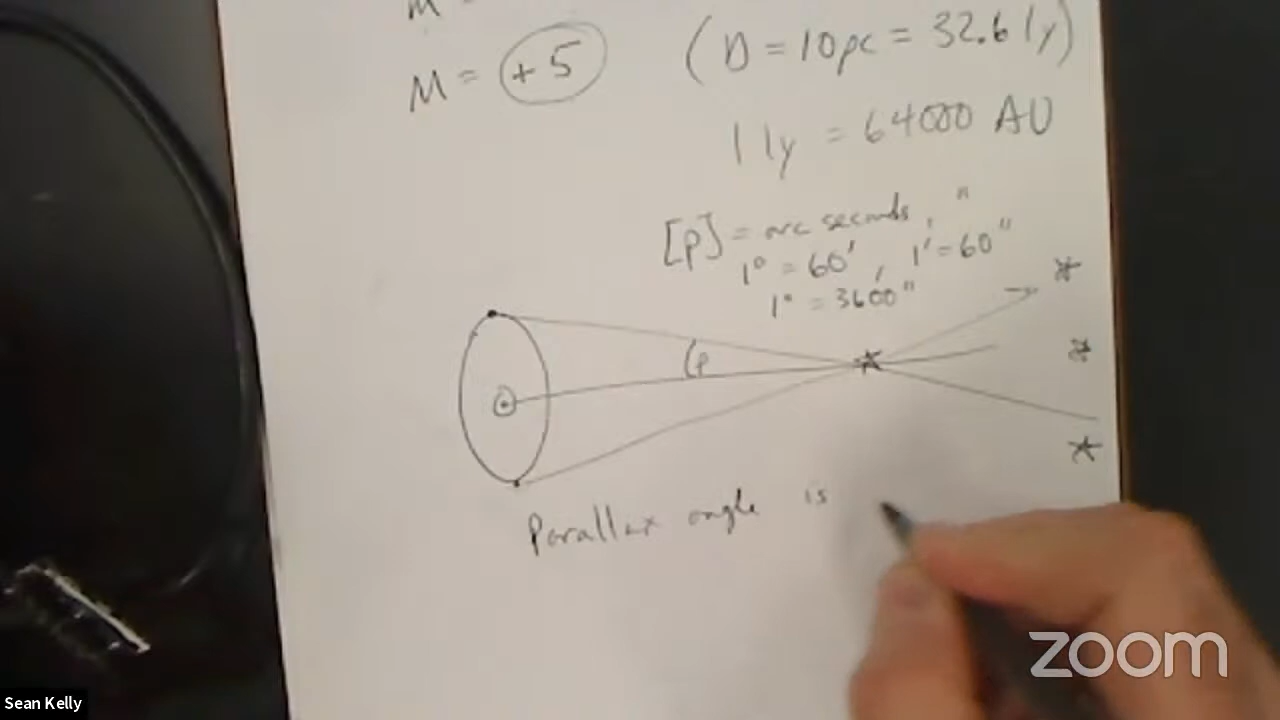 M =
M = +5 (D = 10pc = 32.6 ly)
1 ly = 64000 AU
[p] = arc seconds, "
1° = 60', 1' = 60"
1° = 3600"
p
Parallax angle is
Sean Kelly
zoom